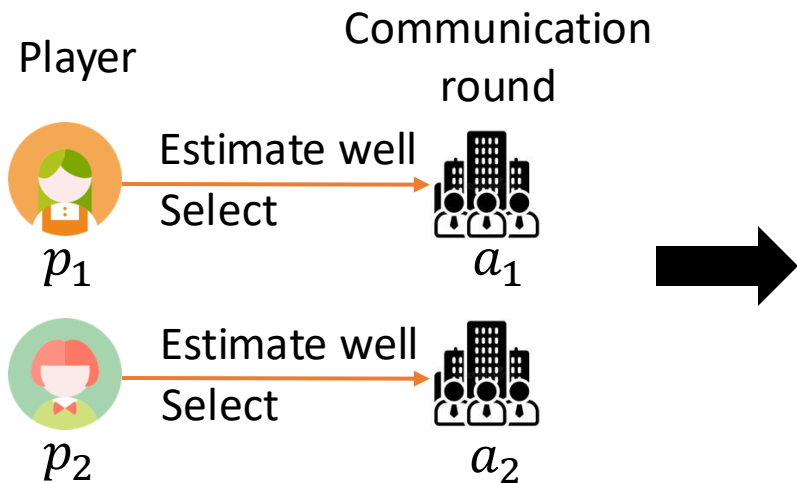 Player
Communication
round
Estimate well
Select
p₁
a₁
Estimate well
Select
p₂
a₂